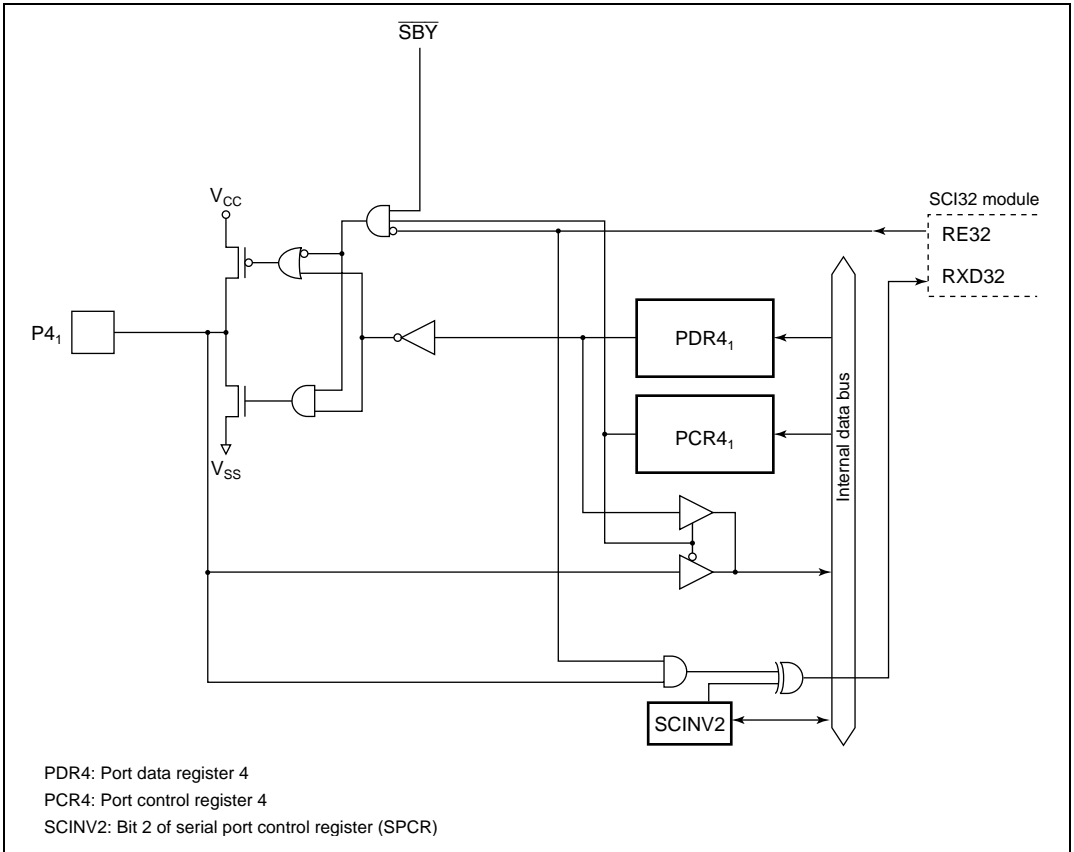 SBY
VCC
SCI32 module
RE32
RXD32
P41
PDR41
PCR41
Internal data bus
VSS
SCINV2
PDR4: Port data register 4
PCR4: Port control register 4
SCINV2: Bit 2 of serial port control register (SPCR)